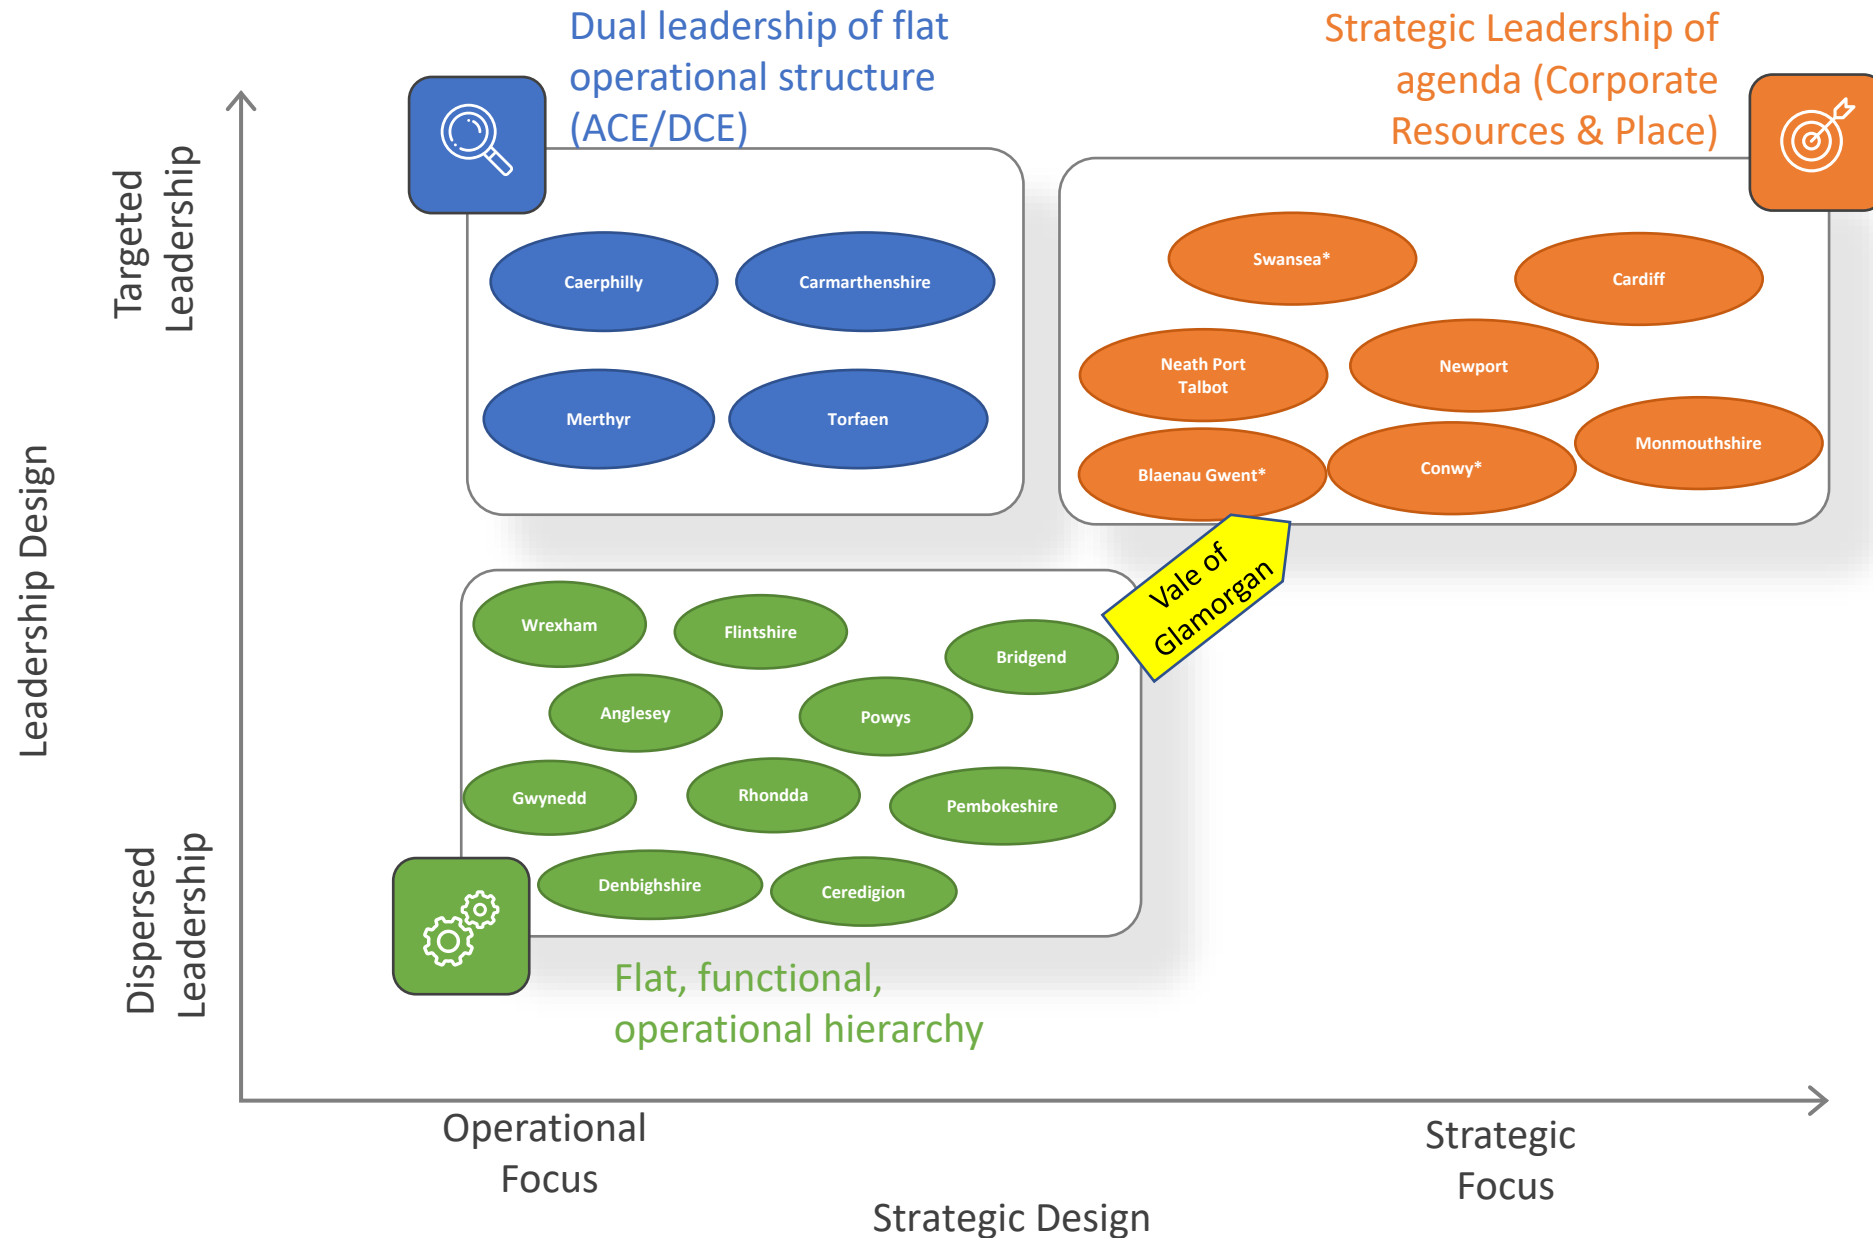 Dual leadership of flat
operational structure
(ACE/DCE)
Strategic Leadership of
agenda (Corporate
Resources & Place)
Targeted
Leadership
Caerphilly
Carmarthenshire
Merthyr
Torfaen
Swansea*
Cardiff
Neath Port
Talbot
Newport
Monmouthshire
Blaenau Gwent*
Conwy*
Vale of
Glamorgan
Leadership Design
Wrexham
Flintshire
Bridgend
Anglesey
Powys
Gwynedd
Rhondda
Pembokeshire
Denbighshire
Ceredigion
Dispersed
Leadership
Flat, functional,
operational hierarchy
Operational
Focus
Strategic
Focus
Strategic Design